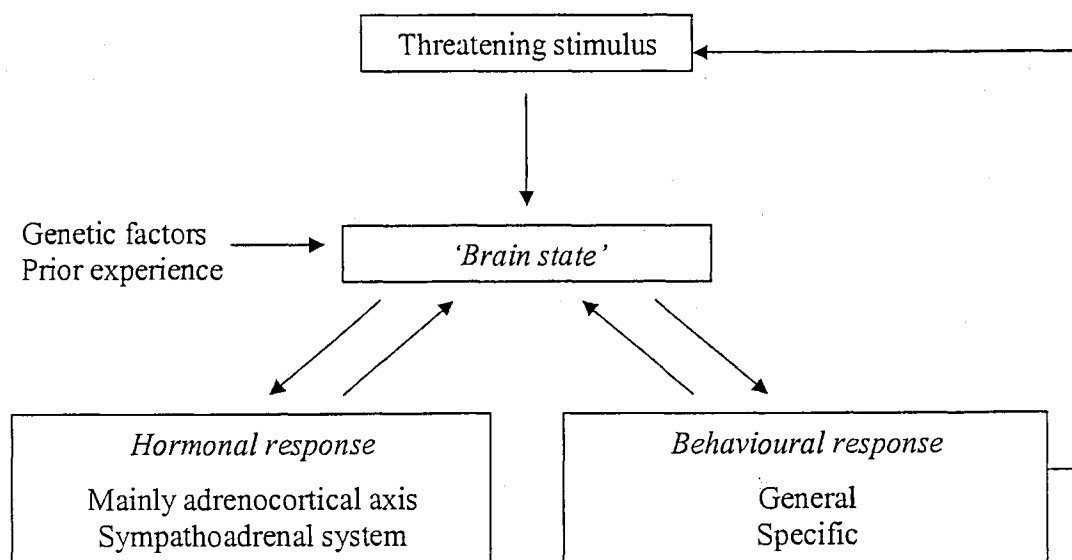 Threatening stimulus
Genetic factors
Prior experience
'Brain state'
Hormonal response
Mainly adrenocortical axis
Sympathoadrenal system
Behavioural response
General
Specific